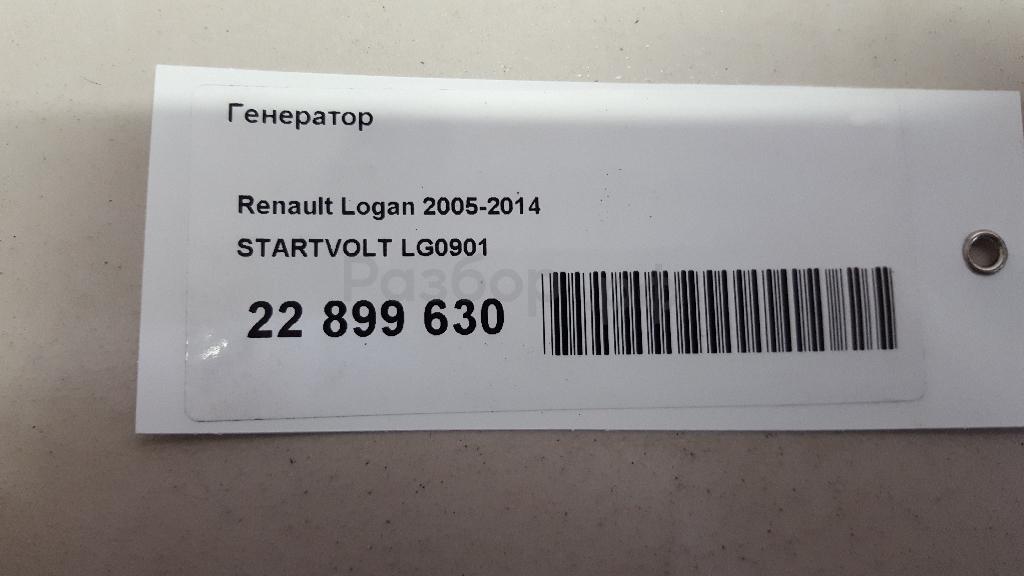 Генератор
Renault Logan 2005-2014
STARTVOLT LG0901
22 899 630